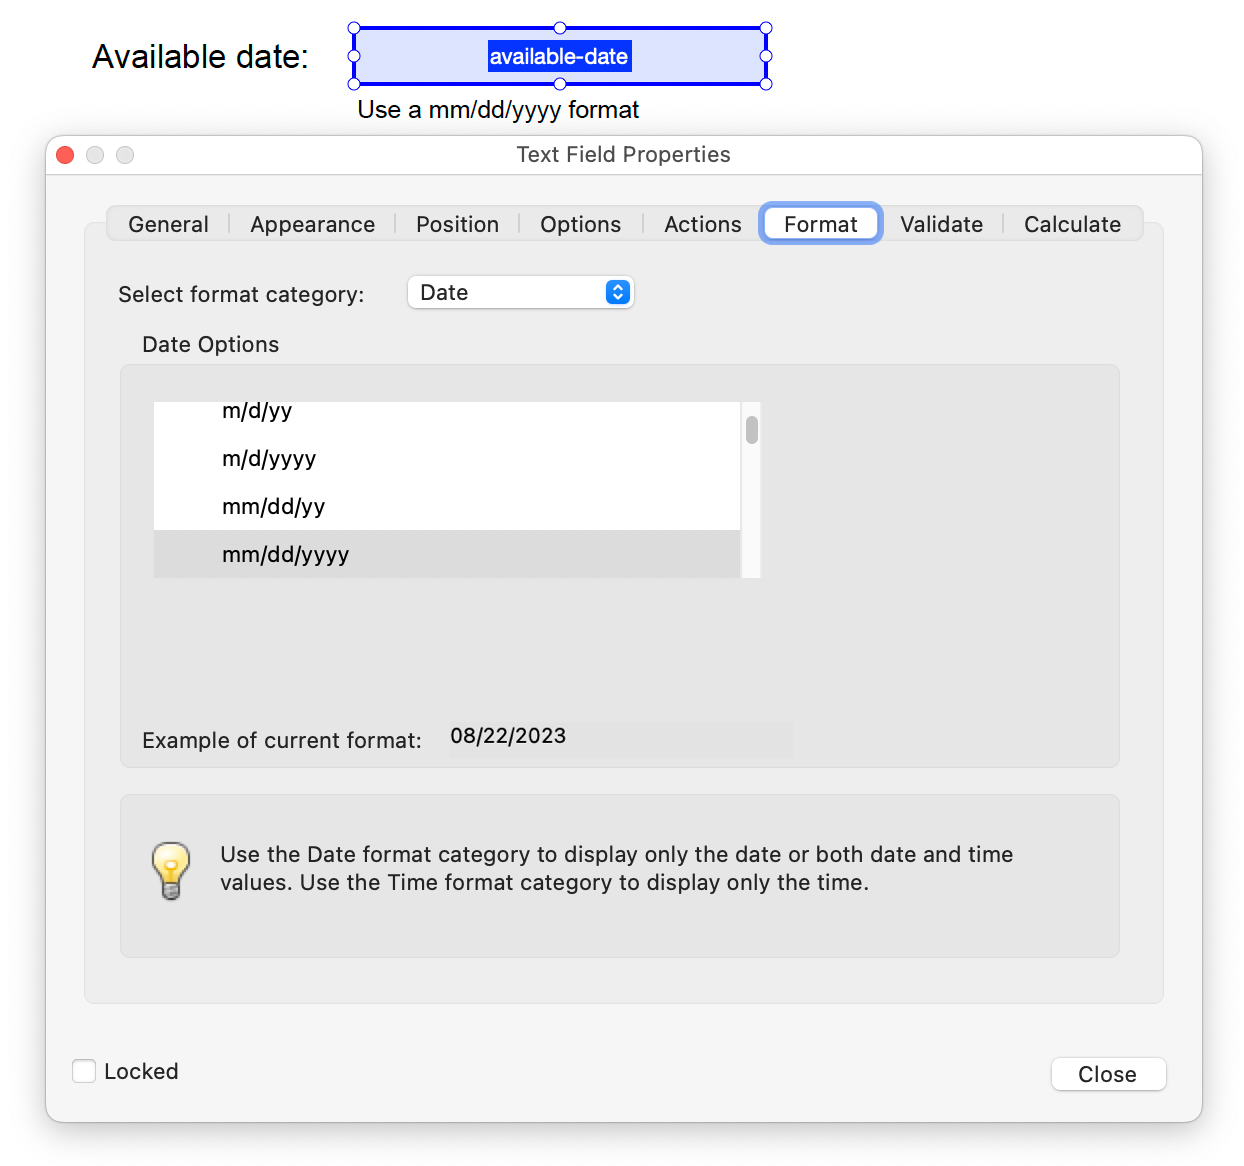 Available date:
available-date
Use a mm/dd/yyyy format
Text Field Properties
General
Appearance
Position
Options
Actions
Format
Validate
Calculate
Select format category:
Date
Date Options
m/d/yy
m/d/yyyy
mm/dd/yy
mm/dd/yyyy
Example of current format:
08/22/2023
Use the Date format category to display only the date or both date and time
values. Use the Time format category to display only the time.
Locked
Close